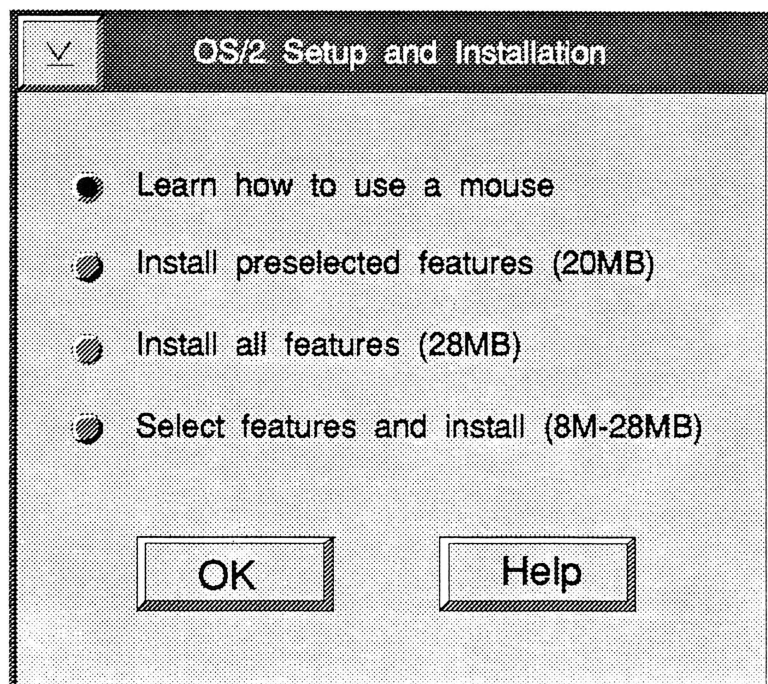 OS/2 Setup and Installation
Learn how to use a mouse
Install preselected features (20MB)
Install all features (28MB)
Select features and install (8M-28MB)
OK
Help